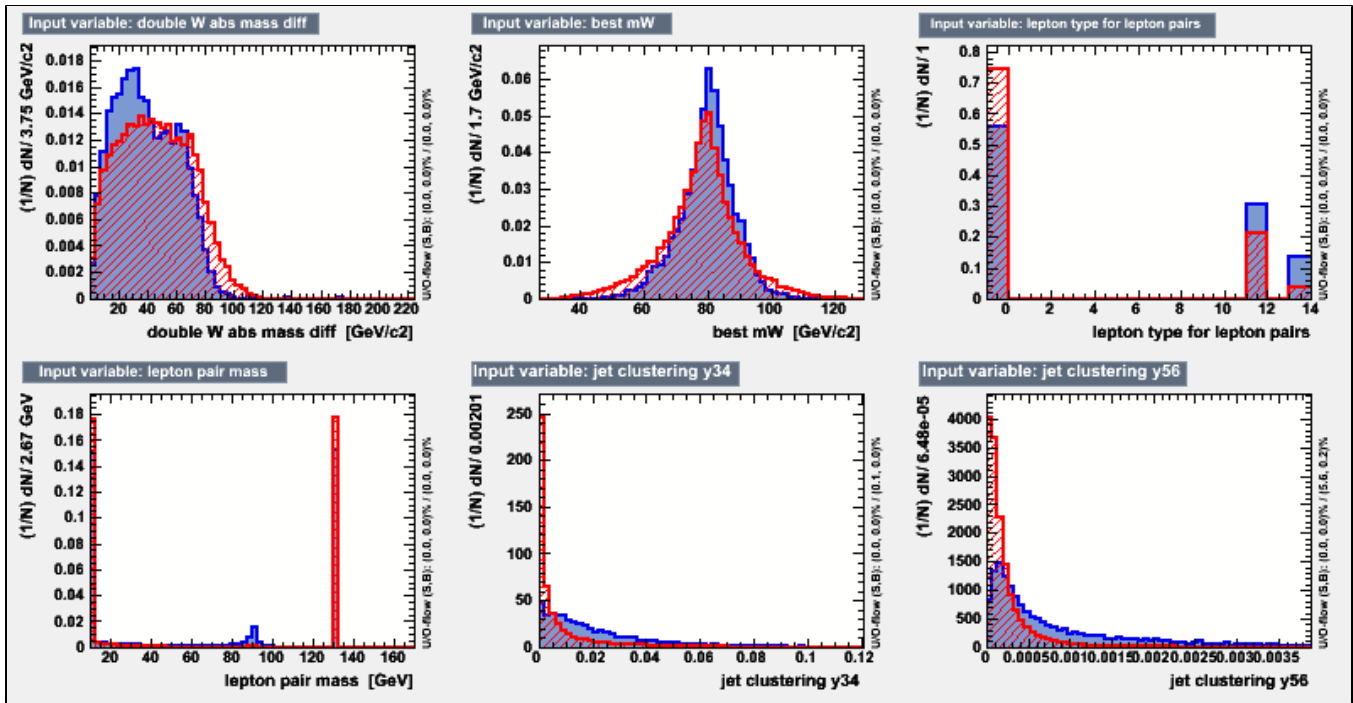 Input variable: double W abs mass diff
(1/N) dN/ 3.75 GeV/c2
0.018
0.016
0.014
0.012
0.01
0.008
0.006
0.004
0.002
0
20 40 60 80 100 120 140 160 180 200 220
double W abs mass diff [GeV/c2]
U/O-flow (S,B): (0.0, 0.0)% / (0.0, 0.0)%
Input variable: best mW
(1/N) dN/ 1.7 GeV/c2
0.06
0.05
0.04
0.03
0.02
0.01
0
40 60 80 100 120
best mW [GeV/c2]
U/O-flow (S,B): (0.0, 0.0)% / (0.0, 0.0)%
Input variable: lepton type for lepton pairs
(1/N) dN/ 1
0.8
0.7
0.6
0.5
0.4
0.3
0.2
0.1
0
0 2 4 6 8 10 12 14
lepton type for lepton pairs
U/O-flow (S,B): (0.0, 0.0)% / (0.0, 0.0)%
Input variable: lepton pair mass
(1/N) dN/ 2.67 GeV
0.18
0.16
0.14
0.12
0.1
0.08
0.06
0.04
0.02
0
20 40 60 80 100 120 140 160
lepton pair mass [GeV]
U/O-flow (S,B): (0.0, 0.0)% / (0.0, 0.0)%
Input variable: jet clustering y34
(1/N) dN/ 0.00201
250
200
150
100
50
0
0 0.02 0.04 0.06 0.08 0.1 0.12
jet clustering y34
U/O-flow (S,B): (0.0, 0.0)% / (0.1, 0.0)%
Input variable: jet clustering y56
(1/N) dN/ 6.48e-05
4000
3500
3000
2500
2000
1500
1000
500
0
0 0.0005 0.001 0.0015 0.002 0.0025 0.003 0.0035
jet clustering y56
U/O-flow (S,B): (0.0, 0.0)% / (5.6, 0.2)%